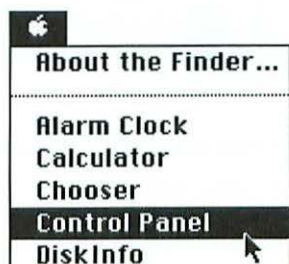 About the Finder...
Alarm Clock
Calculator
Chooser
Control Panel
DiskInfo